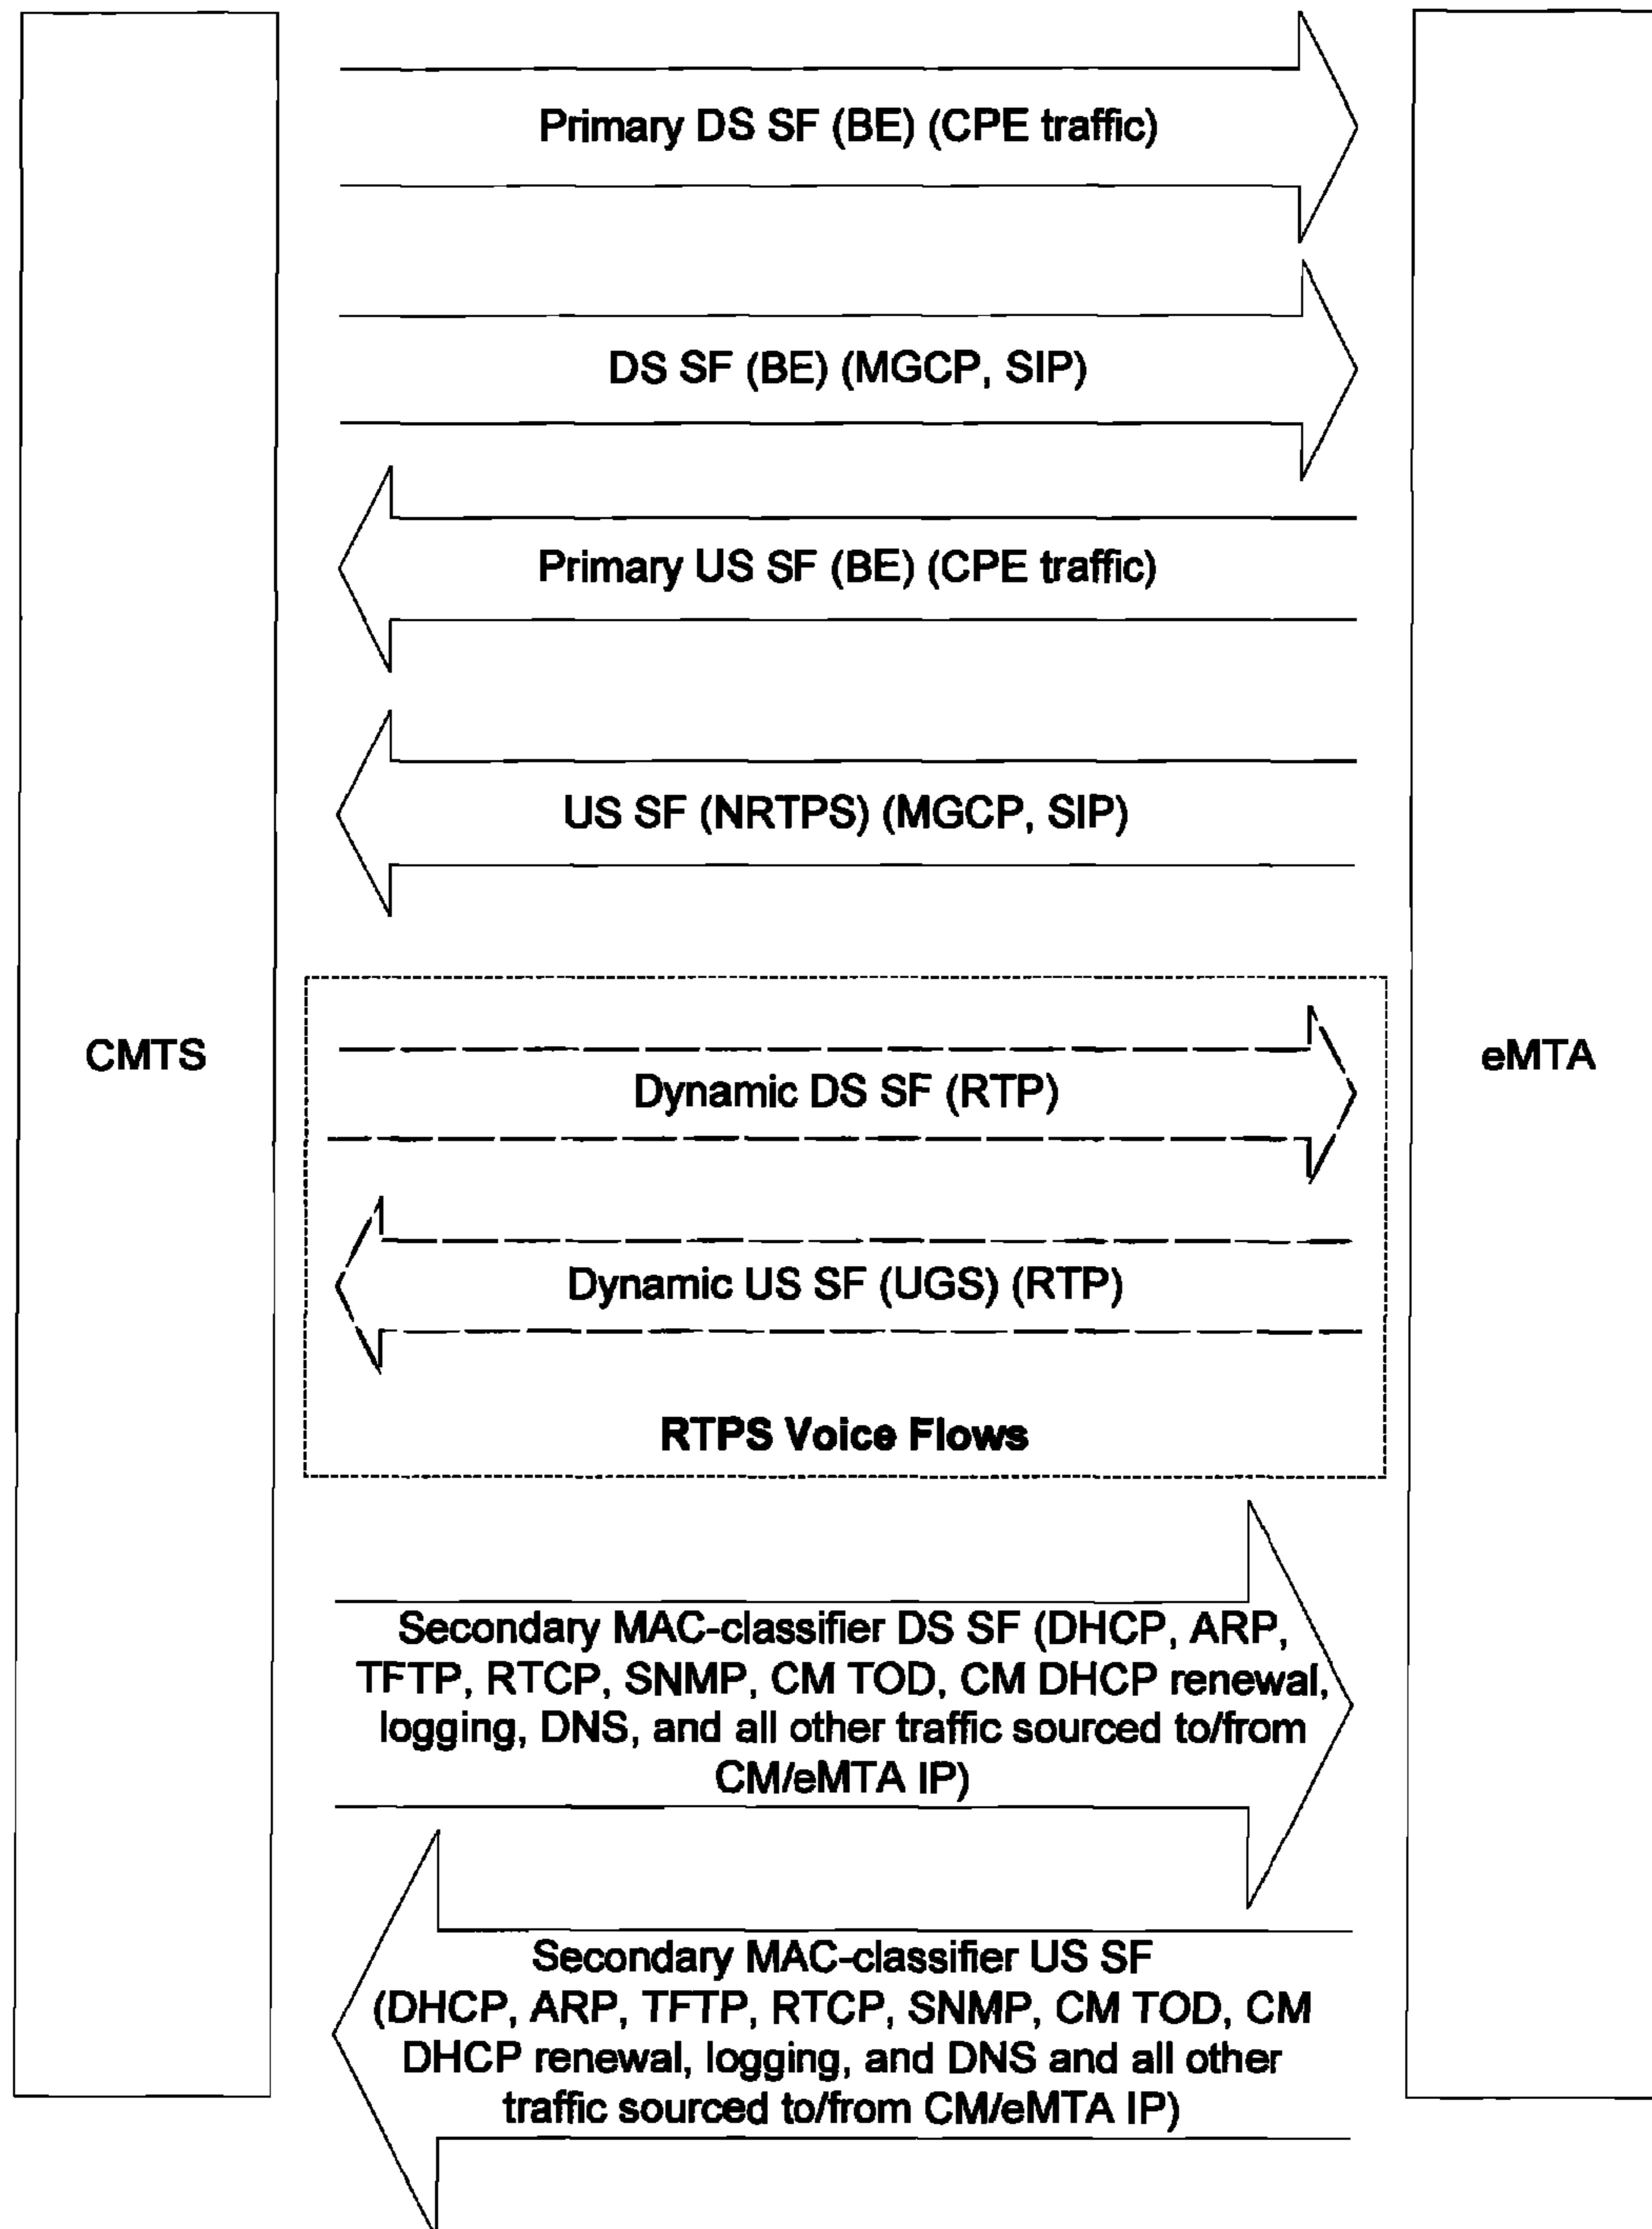 Primary DS SF (BE) (CPE traffic)
DS SF (BE) (MGCP, SIP)
Primary US SF (BE) (CPE traffic)
US SF (NRTPS) (MGCP, SIP)
CMTS
eMTA
Dynamic DS SF (RTP)
Dynamic US SF (UGS) (RTP)
RTPS Voice Flows
Secondary MAC-classifier DS SF (DHCP, ARP,
TFTP, RTCP, SNMP, CM TOD, CM DHCP renewal,
logging, DNS, and all other traffic sourced to/from
CM/eMTA IP)
Secondary MAC-classifier US SF
(DHCP, ARP, TFTP, RTCP, SNMP, CM TOD, CM
DHCP renewal, logging, and DNS and all other
traffic sourced to/from CM/eMTA IP)